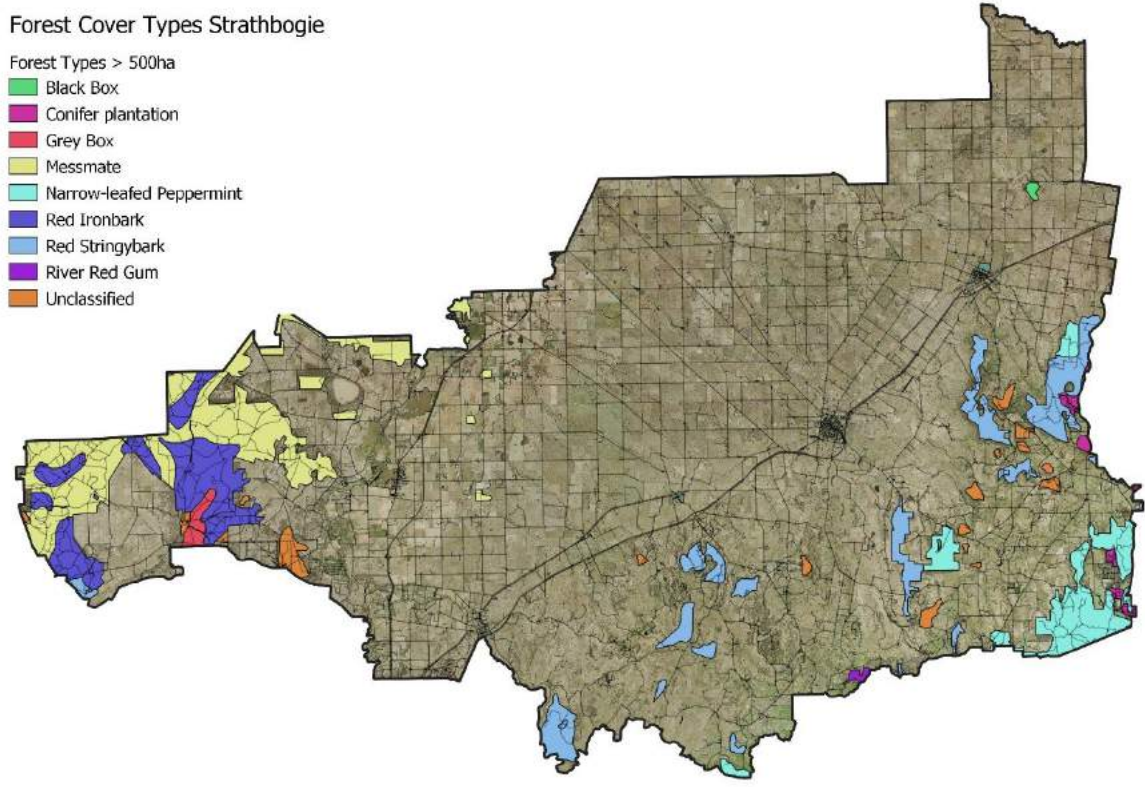 Forest Cover Types Strathbogie
Forest Types > 500ha
Black Box
Conifer plantation
Grey Box
Messmate
Narrow-leafed Peppermint
Red Ironbark
Red Stringybark
River Red Gum
Unclassified